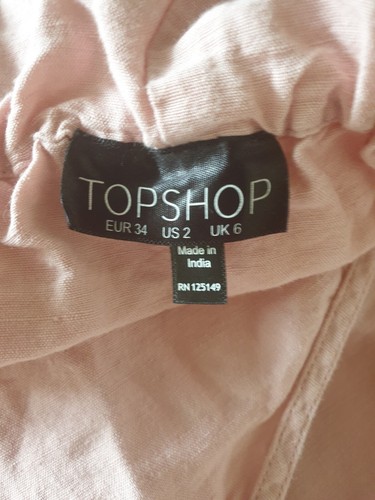 TOPSHOP
EUR 34 US 2 UK 6
Made in
India
RN 125149